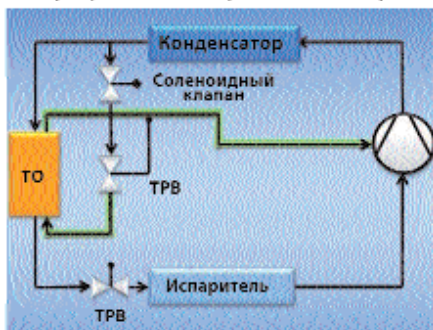 Конденсатор
Соленоидный
клапан
ТО
ТРВ
Испаритель
ТРВ